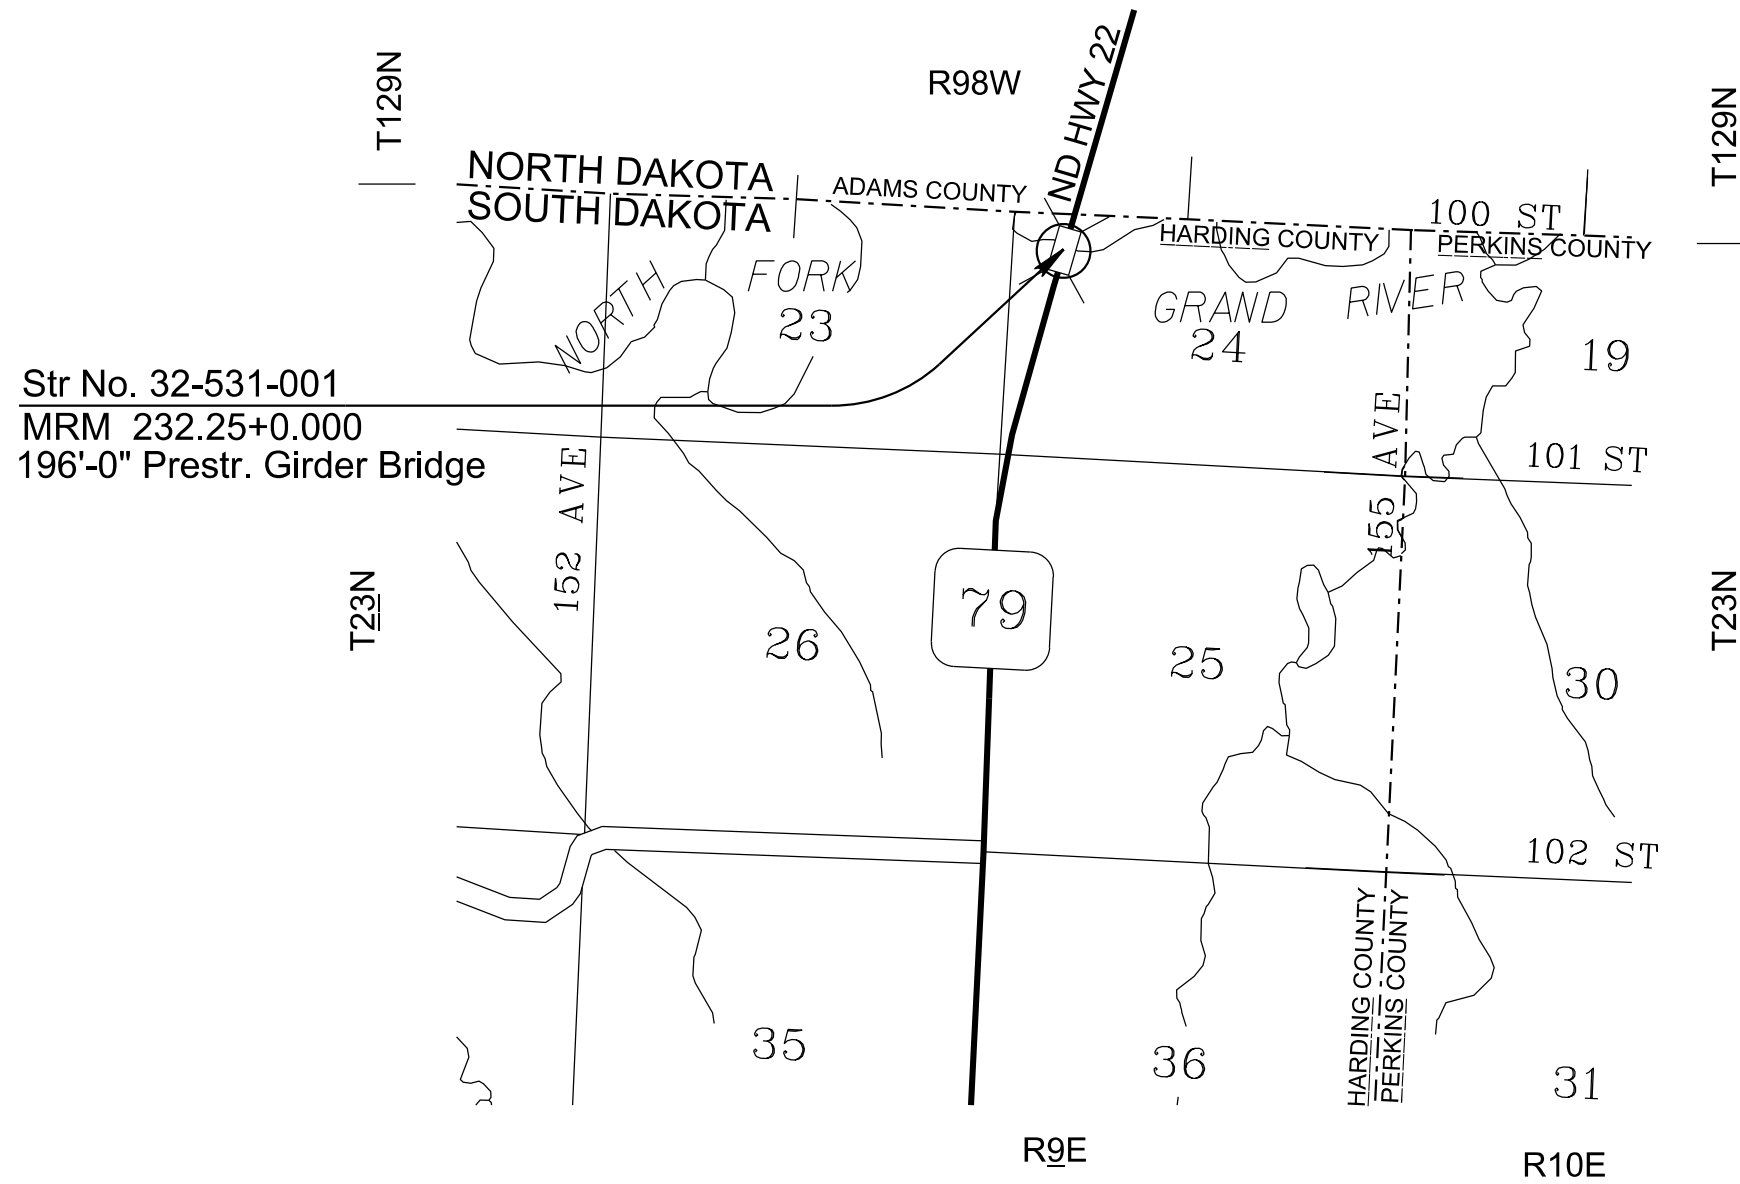 T129N
R98W
ND HWY 22
T129N
NORTH DAKOTA
SOUTH DAKOTA
ADAMS COUNTY
100 ST
HARDING COUNTY
PERKINS COUNTY
NORTH
FORK
GRAND
RIVER
23
24
19
Str No. 32-531-001
MRM 232.25+0.000
196'-0" Prestr. Girder Bridge
152 AVE
155 AVE
101 ST
T23N
79
T23N
26
25
30
102 ST
HARDING COUNTY
PERKINS COUNTY
35
36
31
R9E
R10E